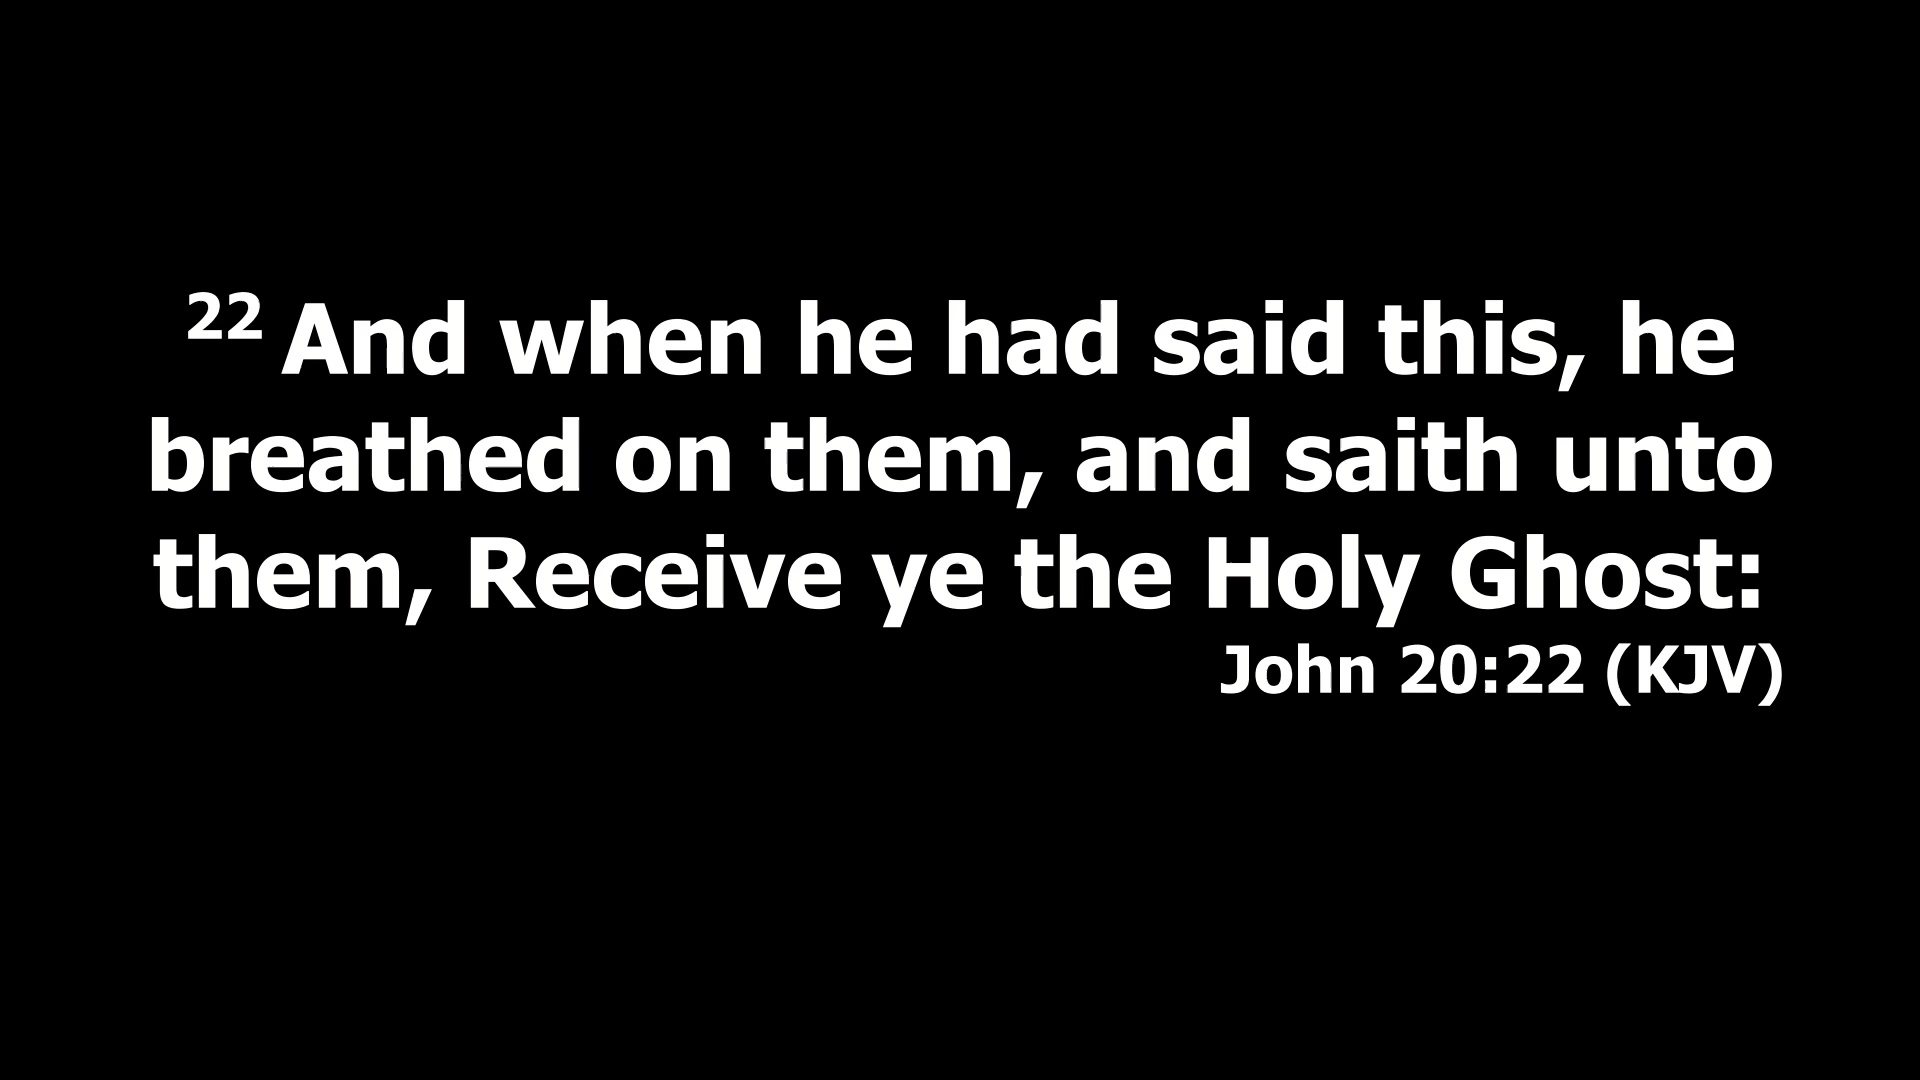 22 And when he had said this, he
breathed on them, and saith unto
them, Receive ye the Holy Ghost:
John 20:22 (KJV)